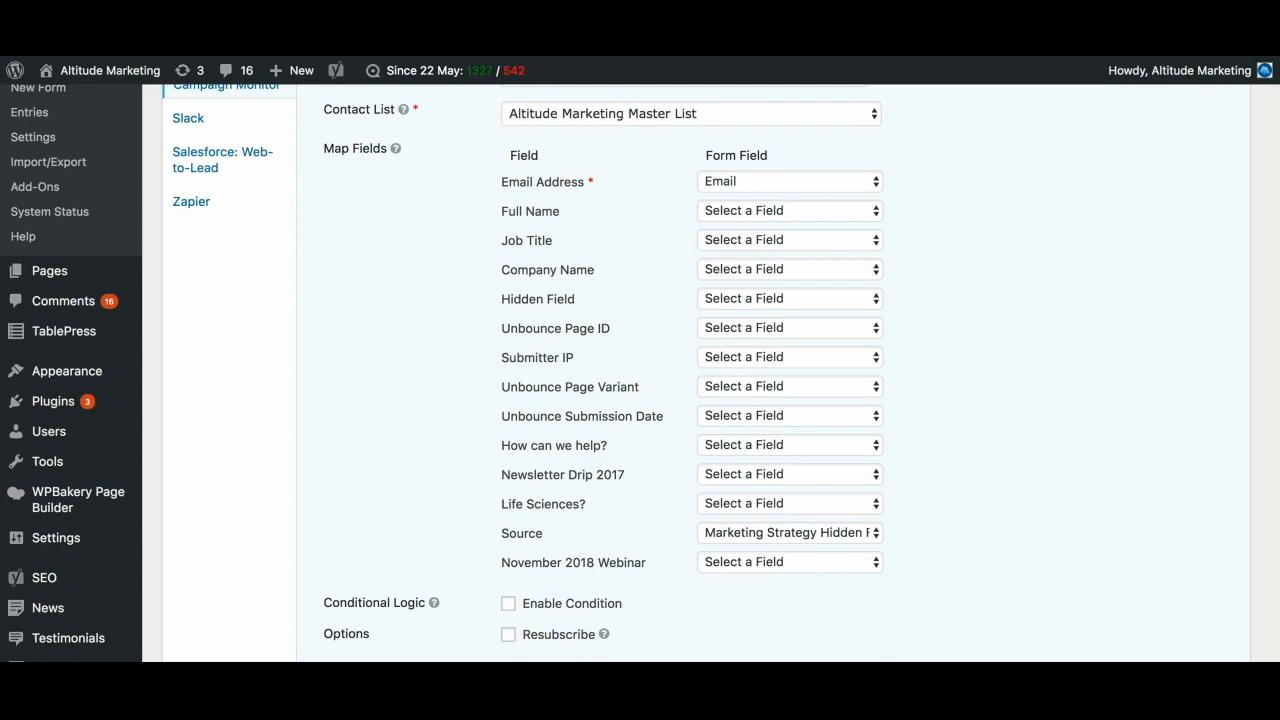 Altitude Marketing 3 16 New Since 22 May: 1327 / 542 Howdy, Altitude Marketing
New Form
Entries
Settings
Import/Export
Add-Ons
System Status
Help
Pages
Comments 16
TablePress
Appearance
Plugins 3
Users
Tools
WPBakery Page
Builder
Settings
SEO
News
Testimonials
Campaign Monitor
Slack
Salesforce: Web-
to-Lead
Zapier
Contact List ? * Altitude Marketing Master List
Map Fields ?
Field Form Field
Email Address * Email
Full Name Select a Field
Job Title Select a Field
Company Name Select a Field
Hidden Field Select a Field
Unbounce Page ID Select a Field
Submitter IP Select a Field
Unbounce Page Variant Select a Field
Unbounce Submission Date Select a Field
How can we help? Select a Field
Newsletter Drip 2017 Select a Field
Life Sciences? Select a Field
Source Marketing Strategy Hidden F
November 2018 Webinar Select a Field
Conditional Logic ? Enable Condition
Options Resubscribe ?